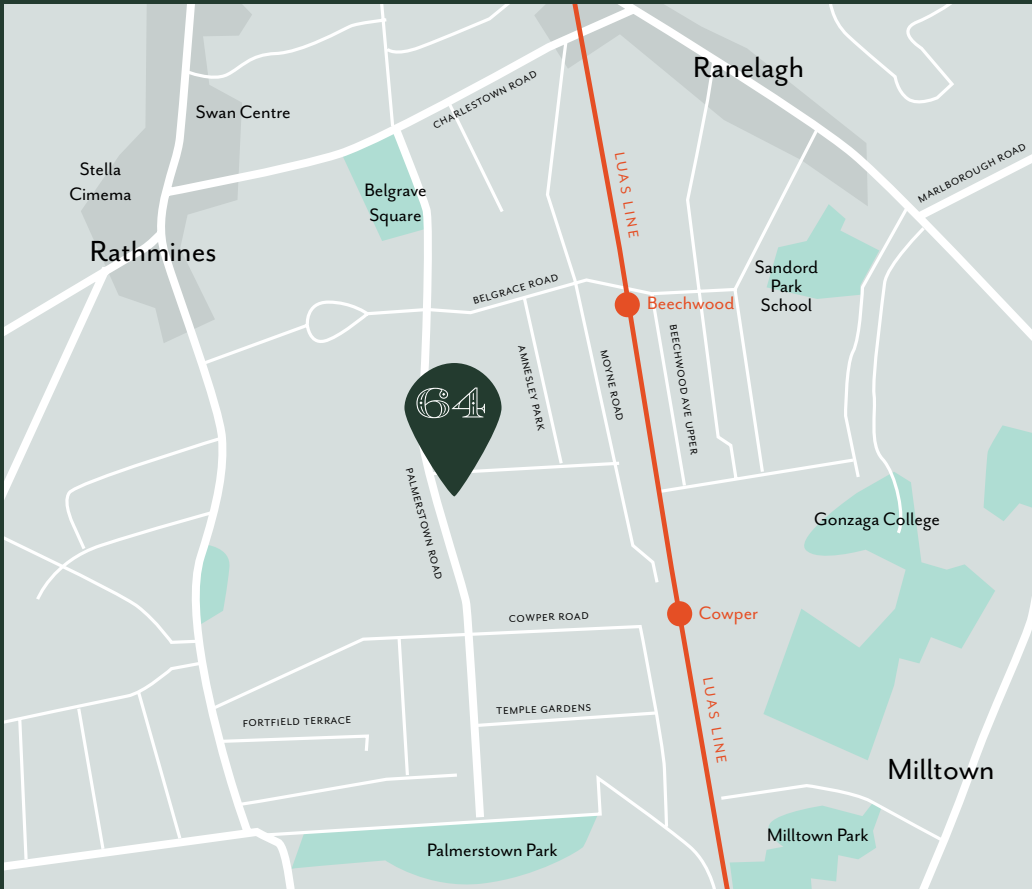 Ranelagh
Swan Centre
CHARLESTOWN ROAD
Stella
Cimema
LUAS LINE
MARLBOROUGH ROAD
Belgrave
Square
Rathmines
Sandord
Park
School
BELGRACE ROAD
Beechwood
AMNESLEY PARK
MOYNE ROAD
BEECHWOOD AVE UPPER
64
PALMERSTOWN ROAD
Gonzaga College
COWPER ROAD
Cowper
LUAS LINE
FORTFIELD TERRACE
TEMPLE GARDENS
Milltown
Palmerstown Park
Milltown Park